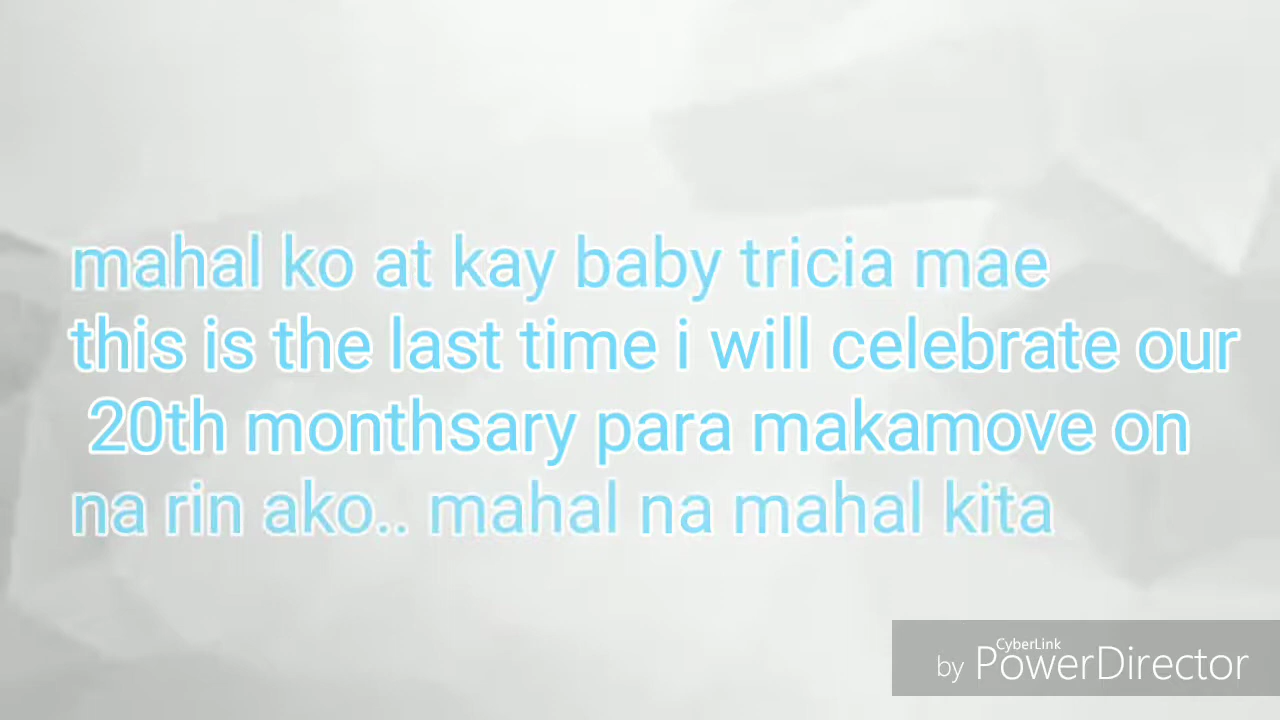 mahal ko at kay baby tricia mae
this is the last time i will celebrate our
20th monthsary para makamove on
na rin ako.. mahal na mahal kita
CyberLink
by PowerDirector